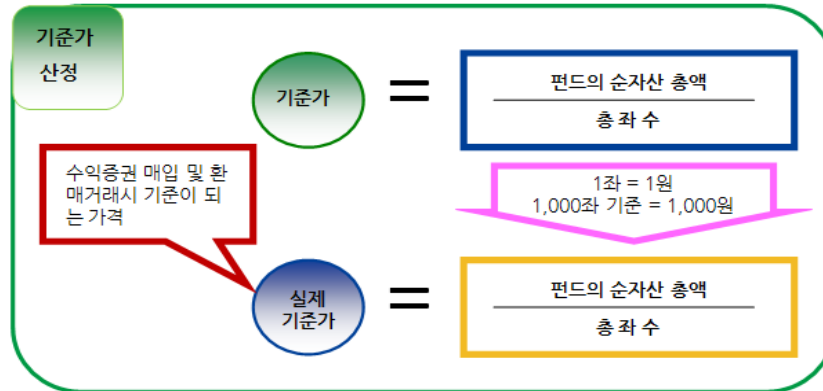 기준가
산정
기준가
=
펀드의 순자산 총액
총 좌 수
수익증권 매입 및 환
매거래시 기준이 되
는 가격
1좌 = 1원
1,000좌 기준 = 1,000원
실제
기준가
=
펀드의 순자산 총액
총 좌 수